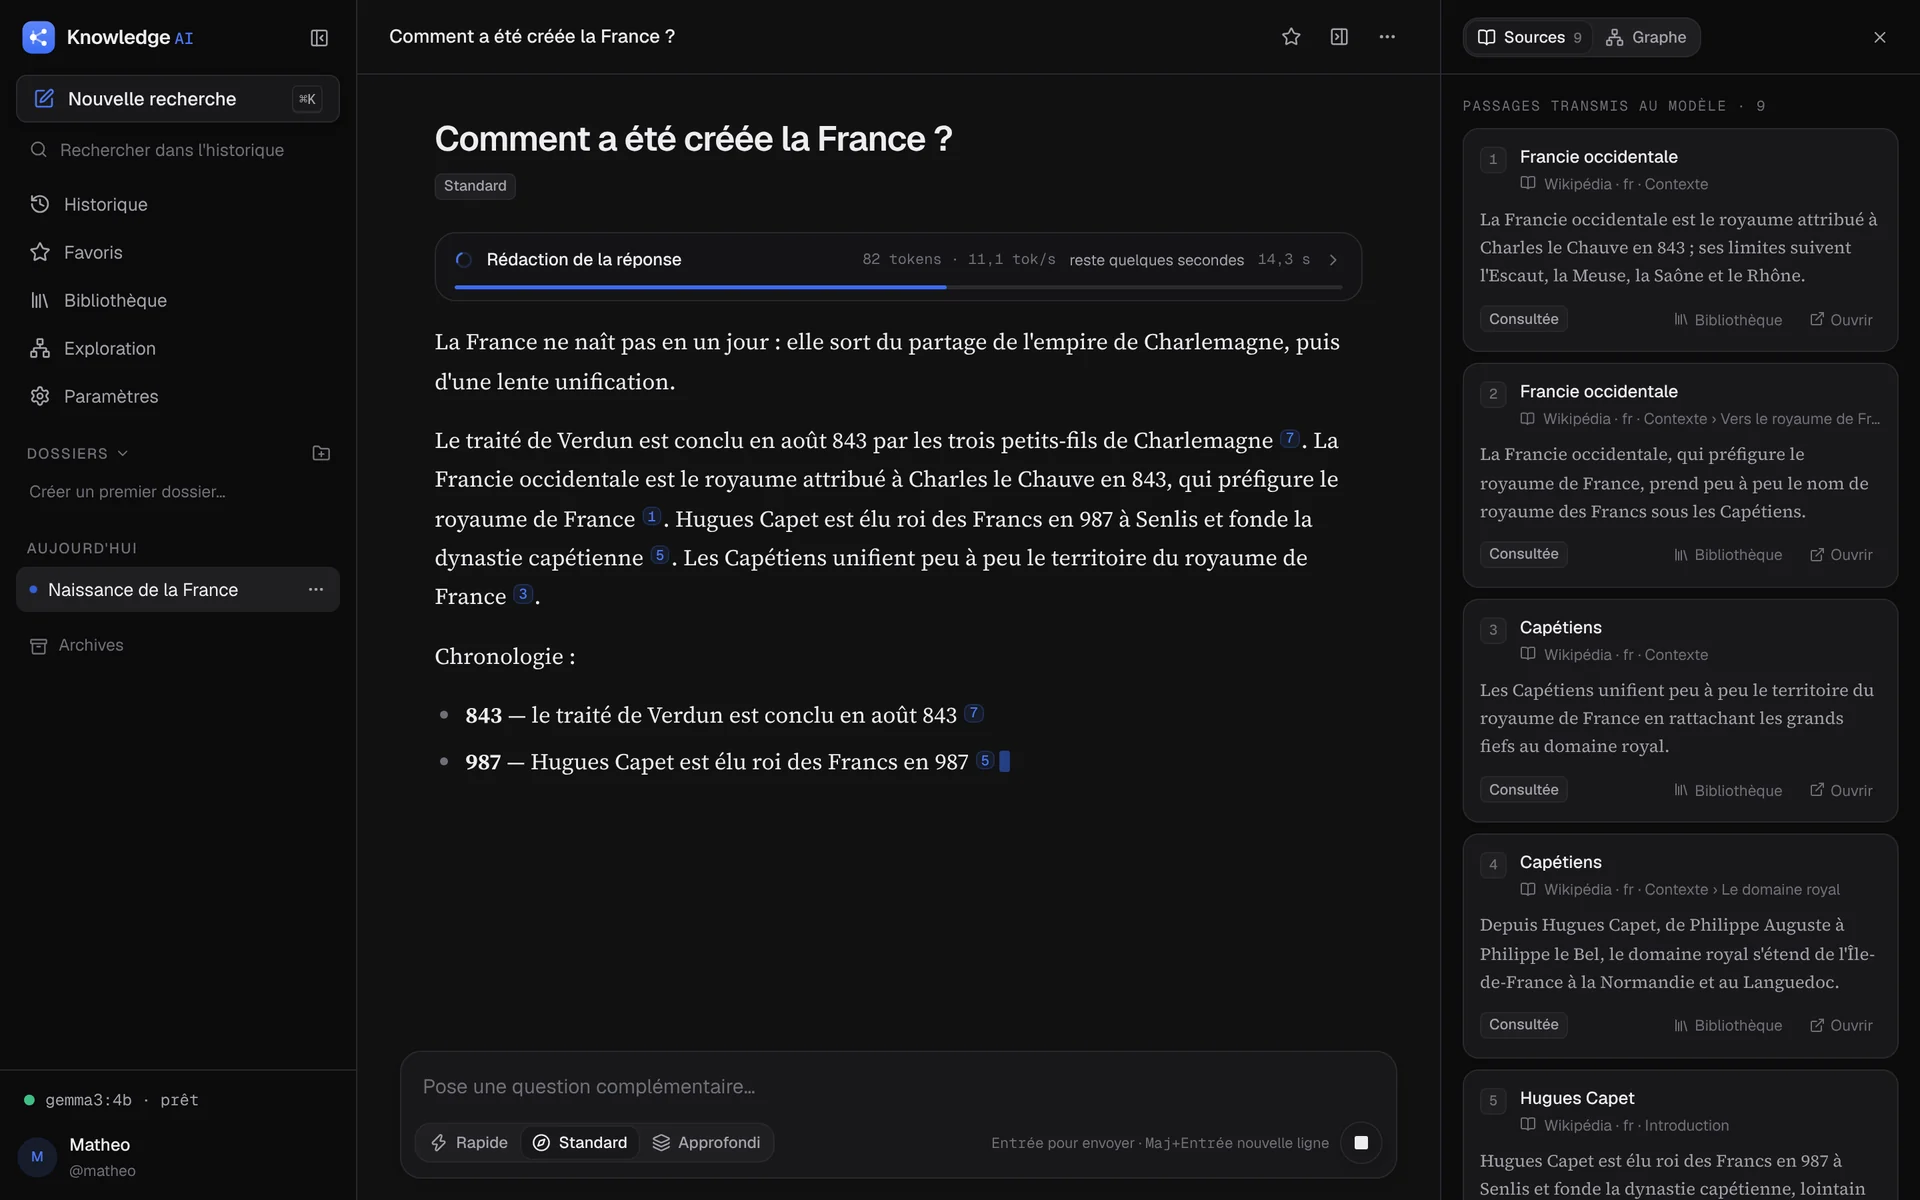 Knowledge AI
Nouvelle recherche ⌘K
Rechercher dans l'historique
Historique
Favoris
Bibliothèque
Exploration
Paramètres
DOSSIERS
Créer un premier dossier...
AUJOURD'HUI
Naissance de la France
Archives
gemma3:4b · prêt
M
Matheo
@matheo
Comment a été créée la France ?
Comment a été créée la France ?
Standard
Rédaction de la réponse 82 tokens · 11,1 tok/s reste quelques secondes 14,3 s
La France ne naît pas en un jour : elle sort du partage de l'empire de Charlemagne, puis
d'une lente unification.
Le traité de Verdun est conclu en août 843 par les trois petits-fils de Charlemagne 7. La
Francie occidentale est le royaume attribué à Charles le Chauve en 843, qui préfigure le
royaume de France 1. Hugues Capet est élu roi des Francs en 987 à Senlis et fonde la
dynastie capétienne 5. Les Capétiens unifient peu à peu le territoire du royaume de
France 3.
Chronologie :
843 — le traité de Verdun est conclu en août 843 7
987 — Hugues Capet est élu roi des Francs en 987 5
Pose une question complémentaire...
Rapide Standard Approfondi
Entrée pour envoyer · Maj+Entrée nouvelle ligne
Sources 9 Graphe
PASSAGES TRANSMIS AU MODÈLE · 9
1 Francie occidentale
Wikipédia · fr · Contexte
La Francie occidentale est le royaume attribué à
Charles le Chauve en 843 ; ses limites suivent
l'Escaut, la Meuse, la Saône et le Rhône.
Consultée Bibliothèque Ouvrir
2 Francie occidentale
Wikipédia · fr · Contexte › Vers le royaume de Fr...
La Francie occidentale, qui préfigure le
royaume de France, prend peu à peu le nom de
royaume des Francs sous les Capétiens.
Consultée Bibliothèque Ouvrir
3 Capétiens
Wikipédia · fr · Contexte
Les Capétiens unifient peu à peu le territoire du
royaume de France en rattachant les grands
fiefs au domaine royal.
Consultée Bibliothèque Ouvrir
4 Capétiens
Wikipédia · fr · Contexte › Le domaine royal
Depuis Hugues Capet, de Philippe Auguste à
Philippe le Bel, le domaine royal s'étend de l'Île-
de-France à la Normandie et au Languedoc.
Consultée Bibliothèque Ouvrir
5 Hugues Capet
Wikipédia · fr · Introduction
Hugues Capet est élu roi des Francs en 987 à
Senlis et fonde la dynastie capétienne, lointain